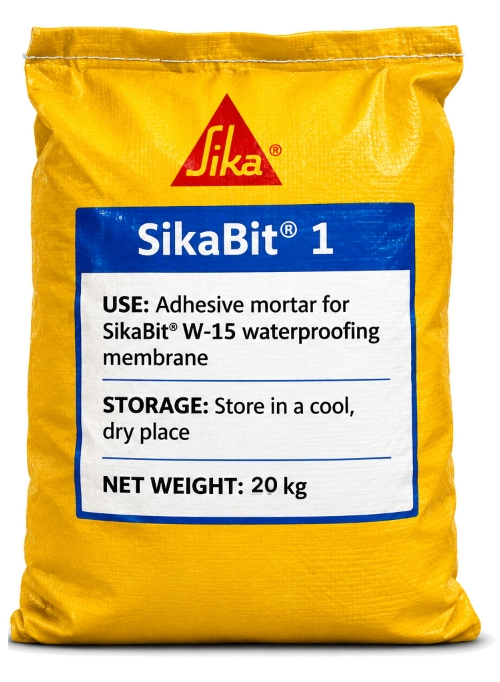 Sika®
SikaBit® 1
USE: Adhesive mortar for
SikaBit® W-15 waterproofing
membrane
STORAGE: Store in a cool,
dry place
NET WEIGHT: 20 kg